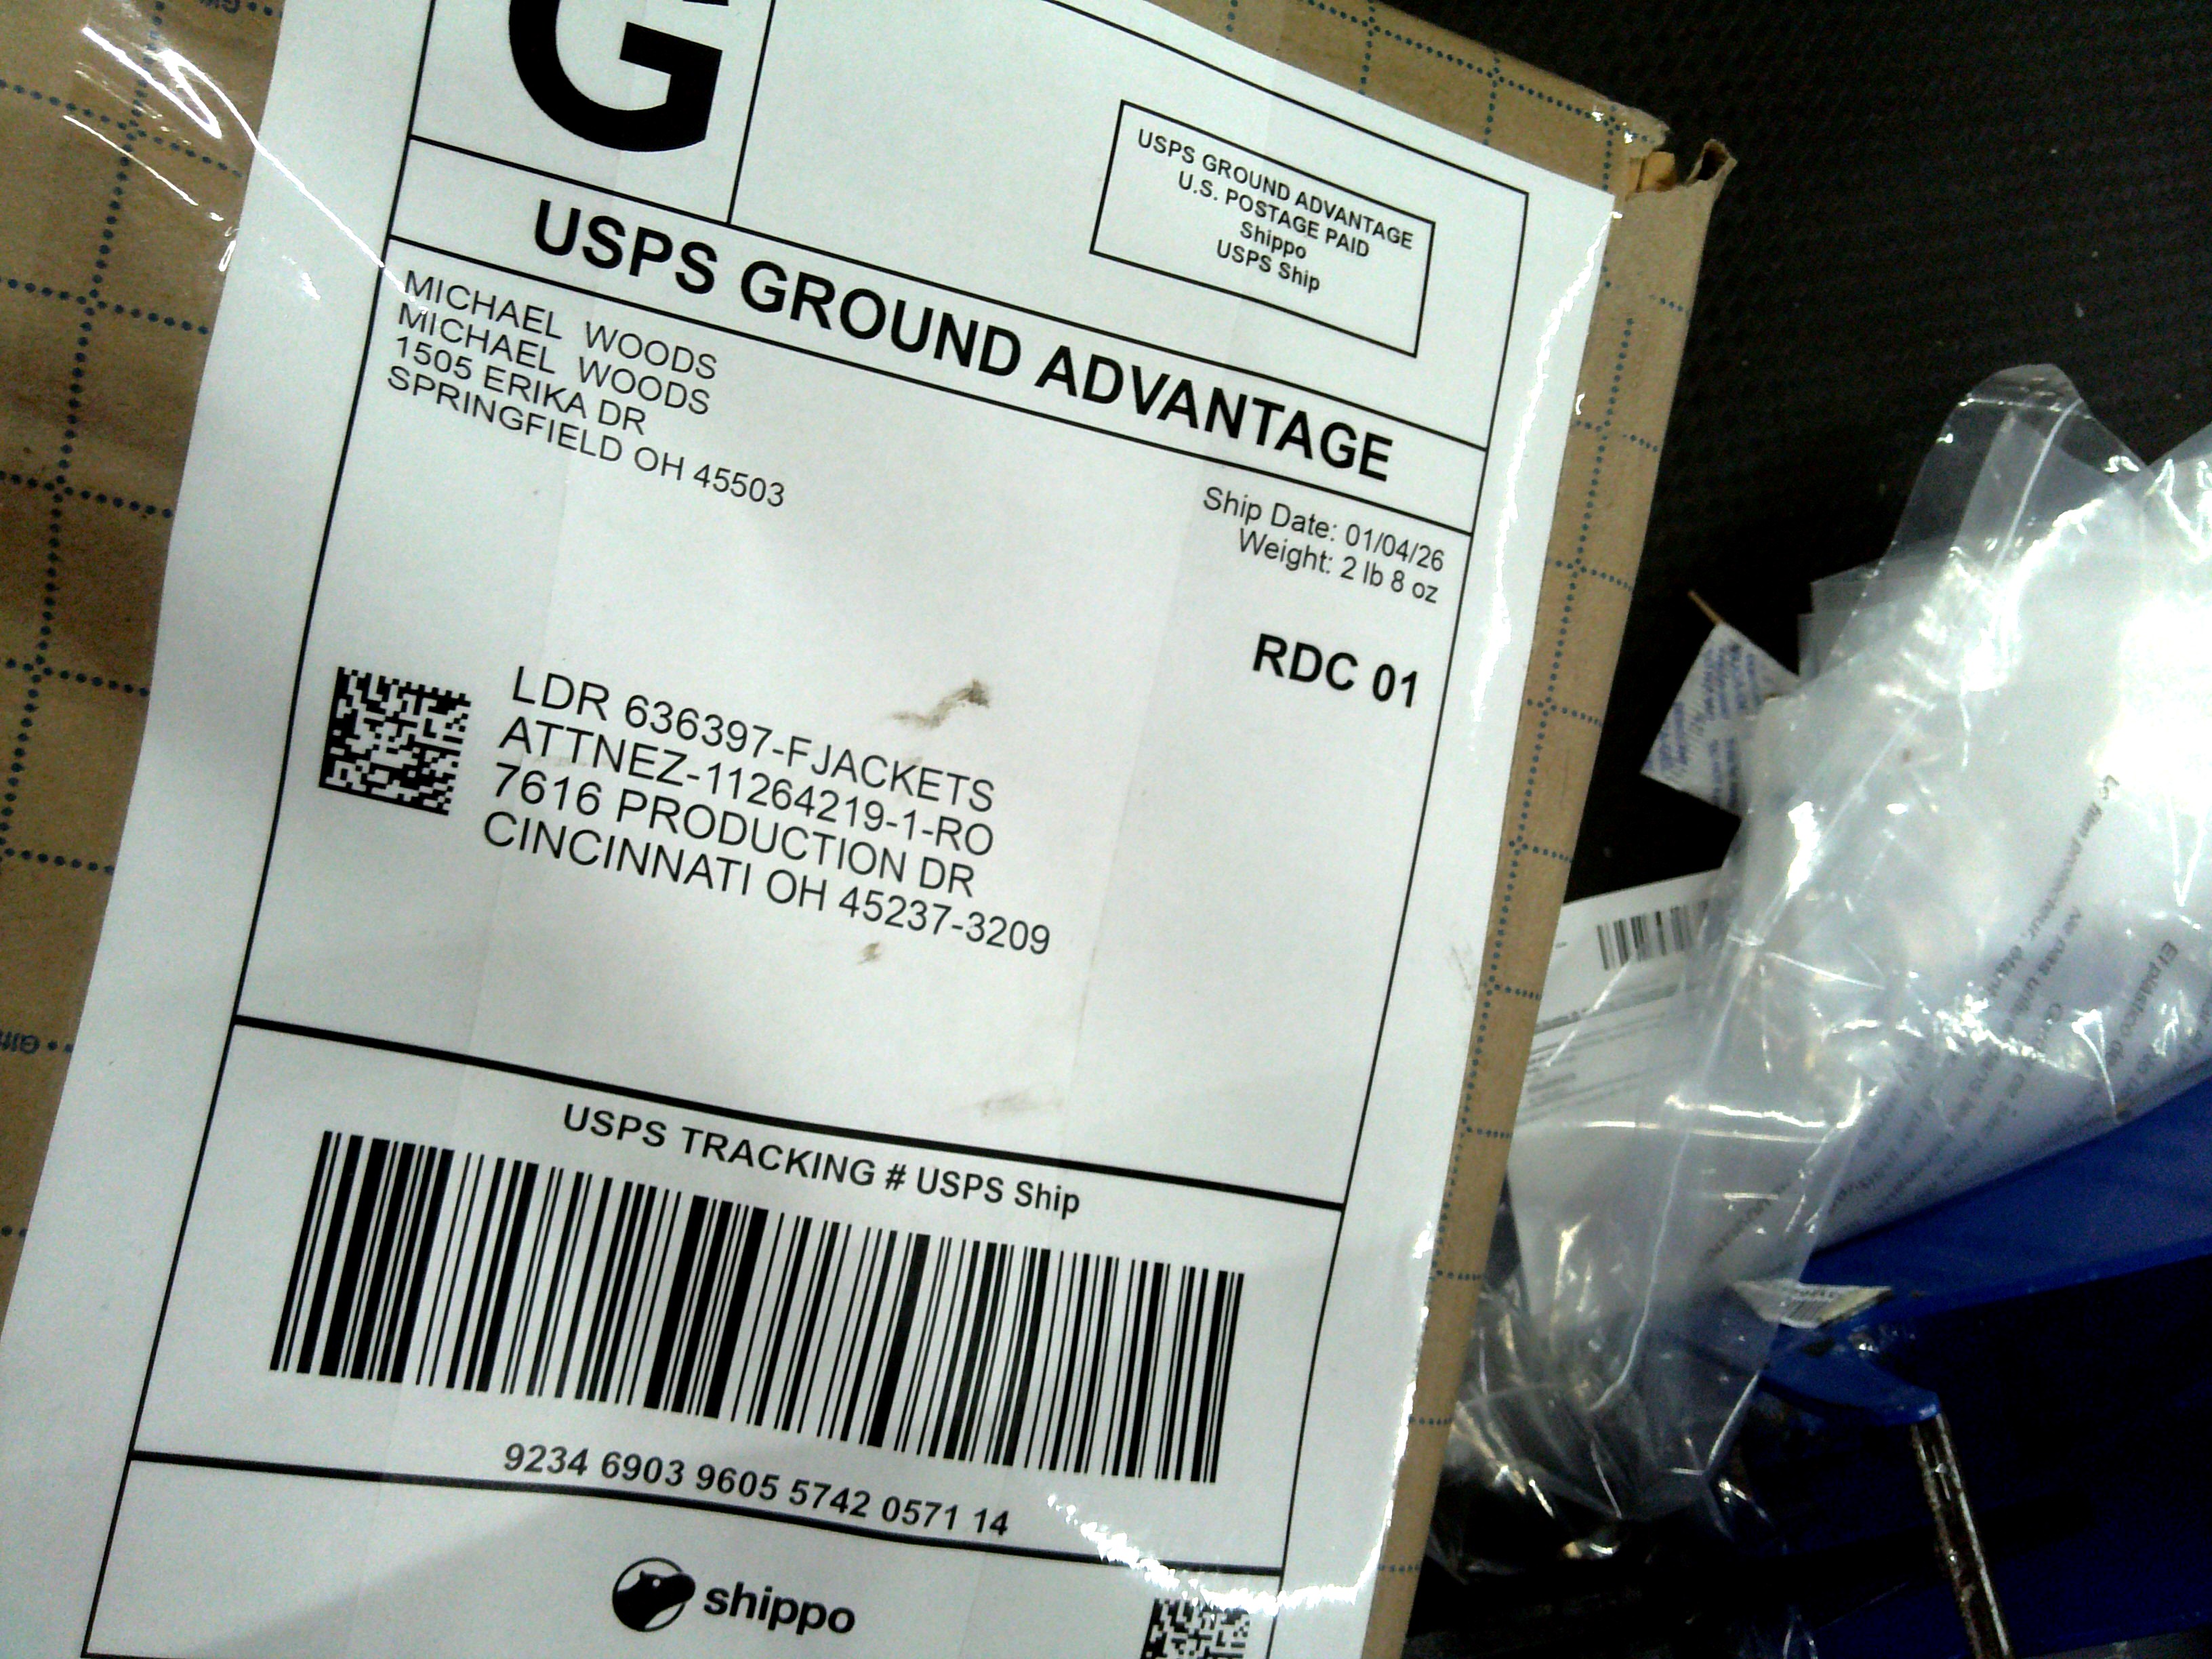 G
USPS GROUND ADVANTAGE
U.S. POSTAGE PAID
Shippo
USPS Ship
USPS GROUND ADVANTAGE
MICHAEL WOODS
MICHAEL WOODS
1505 ERIKA DR
SPRINGFIELD OH 45503
Ship Date: 01/04/26
Weight: 2 lb 8 oz
RDC 01
LDR 636397-FJACKETS
ATTNEZ-11264219-1-RO
7616 PRODUCTION DR
CINCINNATI OH 45237-3209
USPS TRACKING # USPS Ship
9234 6903 9605 5742 0571 14
shippo